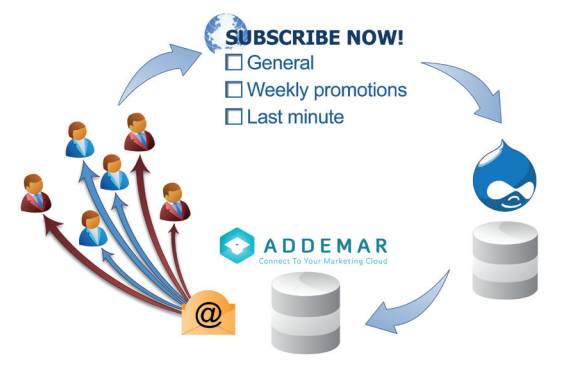 SUBSCRIBE NOW!
General
Weekly promotions
Last minute
ADDEMAR
Connect To Your Marketing Cloud
@